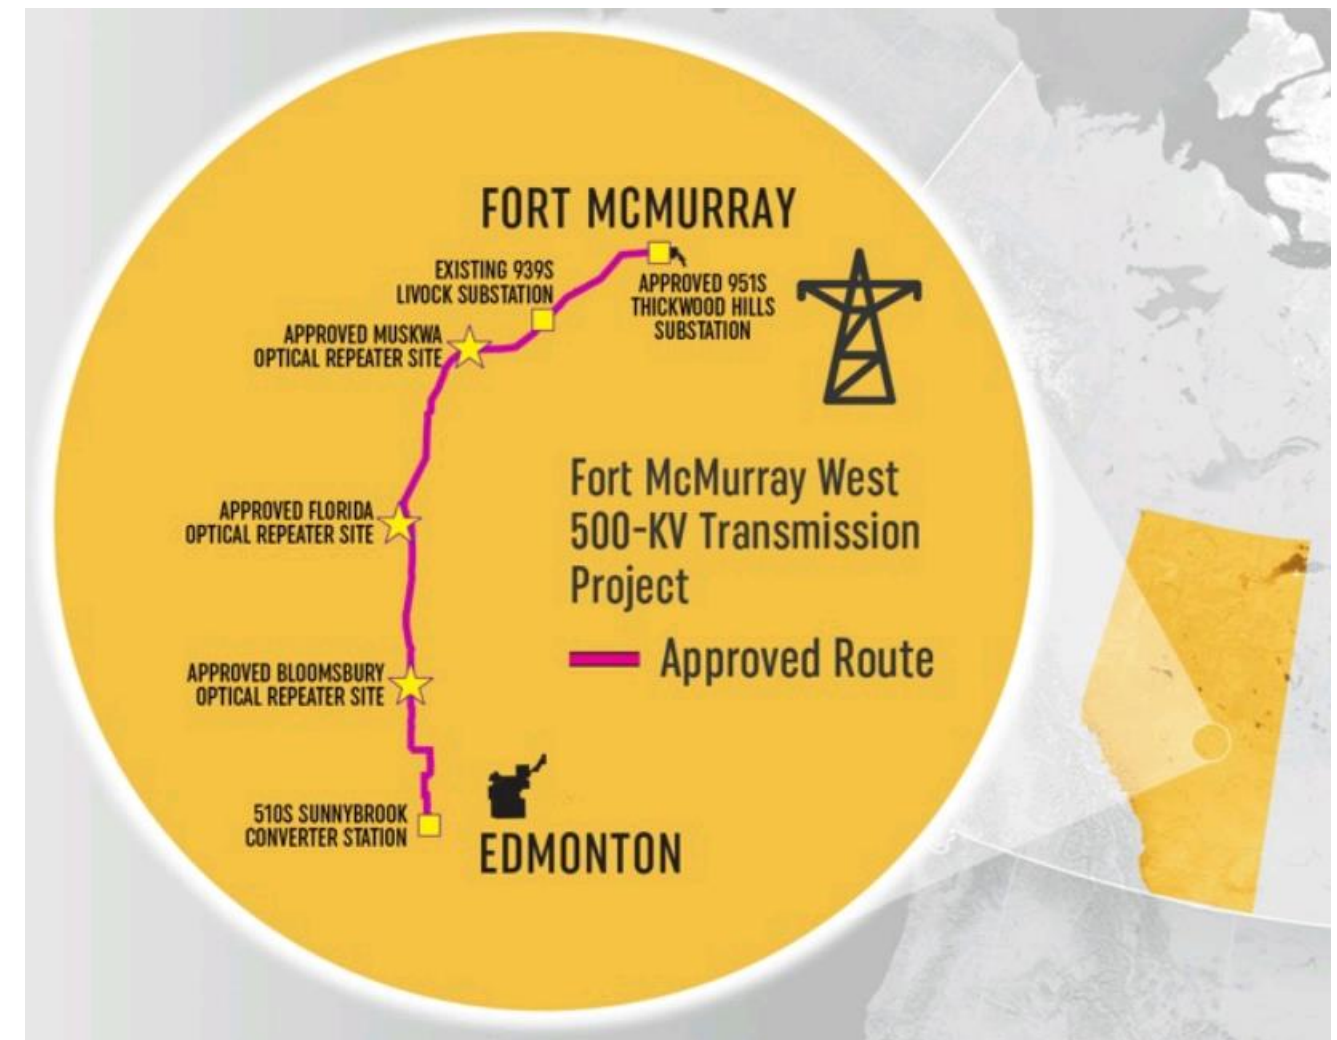 FORT MCMURRAY
EXISTING 939S
LIVOCK SUBSTATION
APPROVED 951S
THICKWOOD HILLS
SUBSTATION
APPROVED MUSKWA
OPTICAL REPEATER SITE
Fort McMurray West
500-KV Transmission
Project
APPROVED FLORIDA
OPTICAL REPEATER SITE
Approved Route
APPROVED BLOOMSBURY
OPTICAL REPEATER SITE
510S SUNNYBROOK
CONVERTER STATION
EDMONTON